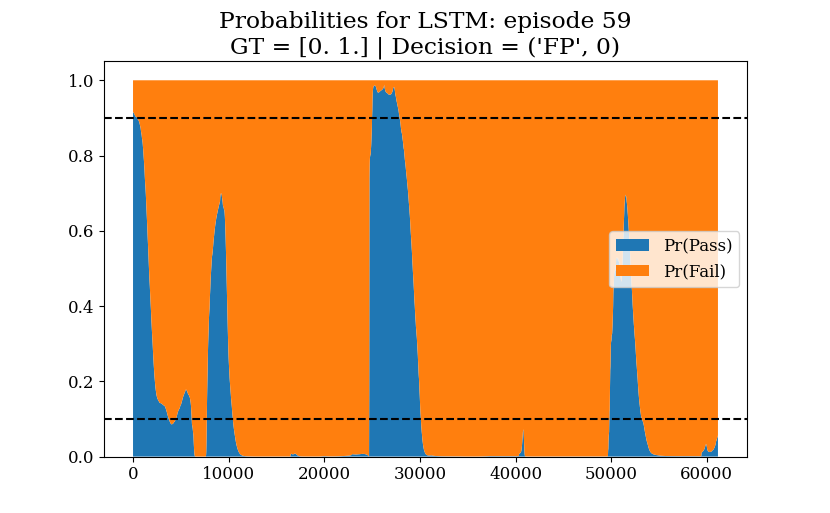 Probabilities for LSTM: episode 59
GT = [0. 1.] | Decision = ('FP', 0)
1.0
0.8
0.6
0.4
0.2
0.0
Pr(Pass)
Pr(Fail)
0 10000 20000 30000 40000 50000 60000